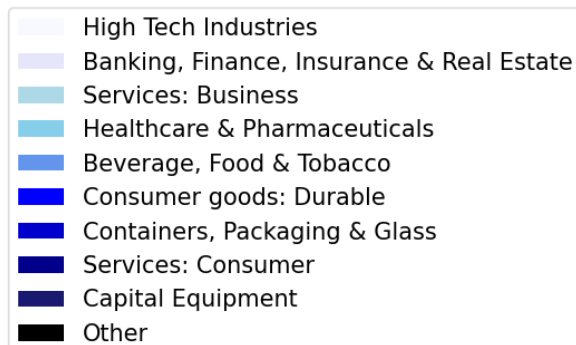 High Tech Industries
Banking, Finance, Insurance & Real Estate
Services: Business
Healthcare & Pharmaceuticals
Beverage, Food & Tobacco
Consumer goods: Durable
Containers, Packaging & Glass
Services: Consumer
Capital Equipment
Other